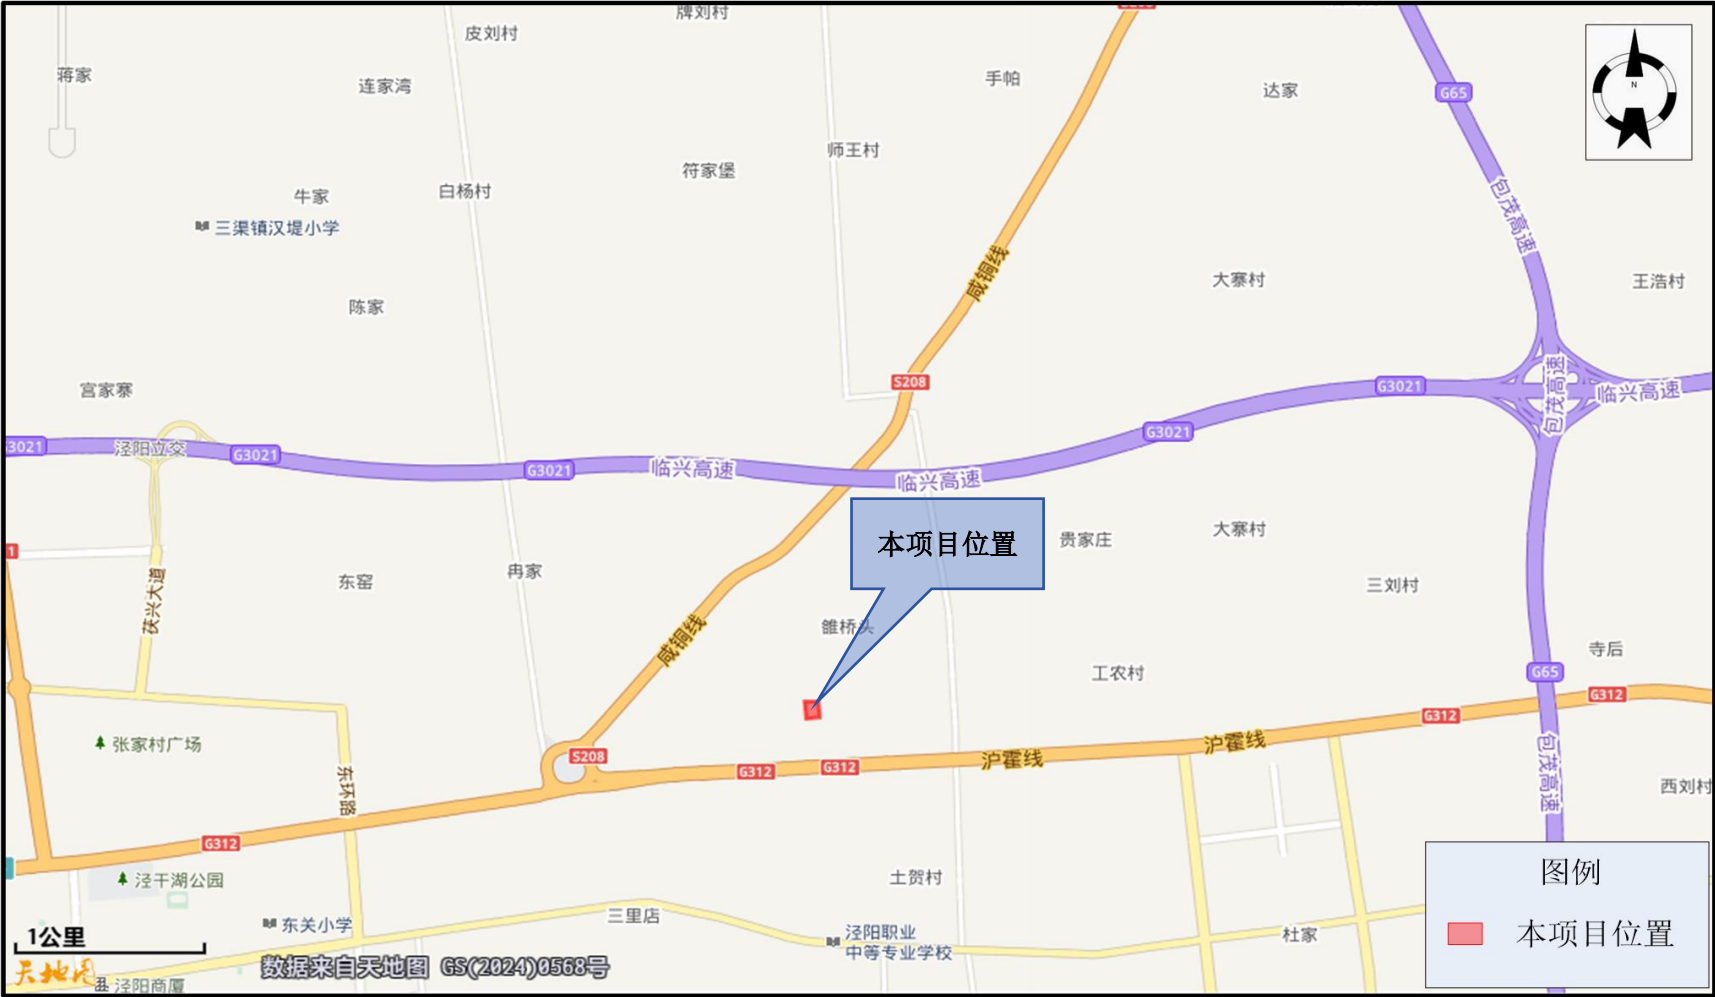 牌刘村
皮刘村
蒋家
连家湾
手帕
达家
G65
N
师王村
符家堡
牛家
白杨村
三渠镇汉堤小学
包茂高速
咸铜线
大寨村
王浩村
陈家
宫家寨
S208
G3021
包茂高速
临兴高速
G3021
泾阳立交
G3021
G3021
临兴高速
临兴高速
G3021
本项目位置
贵家庄
大寨村
1
东窑
冉家
三刘村
茯兴大道
雒桥头
咸铜线
寺后
工农村
G65
G312
G312
张家村广场
S208
G312
G312
沪霍线
沪霍线
东环路
包茂高速
西刘村
G312
泾干湖公园
土贺村
图例
本项目位置
三里店
东关小学
泾阳职业
中等专业学校
杜家
1公里
天地图
数据来自天地图 GS(2024)0568号
泾阳商厦